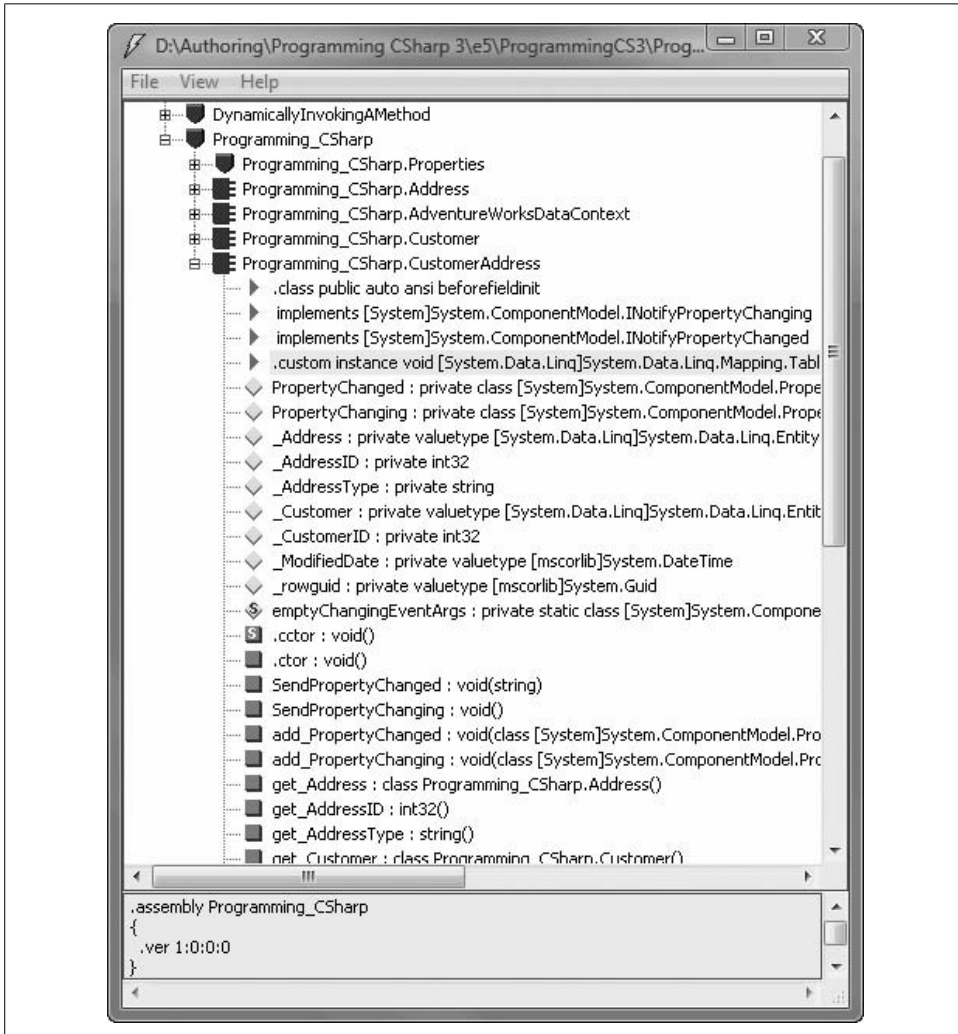 D:\Authoring\Programming CSharp 3\e5\ProgrammingCS3\Prog...
File View Help
DynamicallyInvokingAMethod
Programming_CSharp
Programming_CSharp.Properties
Programming_CSharp.Address
Programming_CSharp.AdventureWorksDataContext
Programming_CSharp.Customer
Programming_CSharp.CustomerAddress
.class public auto ansi beforefieldinit
implements [System]System.ComponentModel.INotifyPropertyChanging
implements [System]System.ComponentModel.INotifyPropertyChanged
.custom instance void [System.Data.Linq]System.Data.Linq.Mapping.Tabl
PropertyChanged : private class [System]System.ComponentModel.Prope
PropertyChanging : private class [System]System.ComponentModel.Prope
_Address : private valuetype [System.Data.Linq]System.Data.Linq.Entity
_AddressID : private int32
_AddressType : private string
_Customer : private valuetype [System.Data.Linq]System.Data.Linq.Entit
_CustomerID : private int32
_ModifiedDate : private valuetype [mscorlib]System.DateTime
_rowguid : private valuetype [mscorlib]System.Guid
S emptyChangingEventArgs : private static class [System]System.Compone
S .cctor : void()
.ctor : void()
SendPropertyChanged : void(string)
SendPropertyChanging : void()
add_PropertyChanged : void(class [System]System.ComponentModel.Pro
add_PropertyChanging : void(class [System]System.ComponentModel.Pro
get_Address : class Programming_CSharp.Address()
get_AddressID : int32()
get_AddressType : string()
get_Customer : class Programming_CSharp.Customer()
.assembly Programming_CSharp
{
.ver 1:0:0:0
}